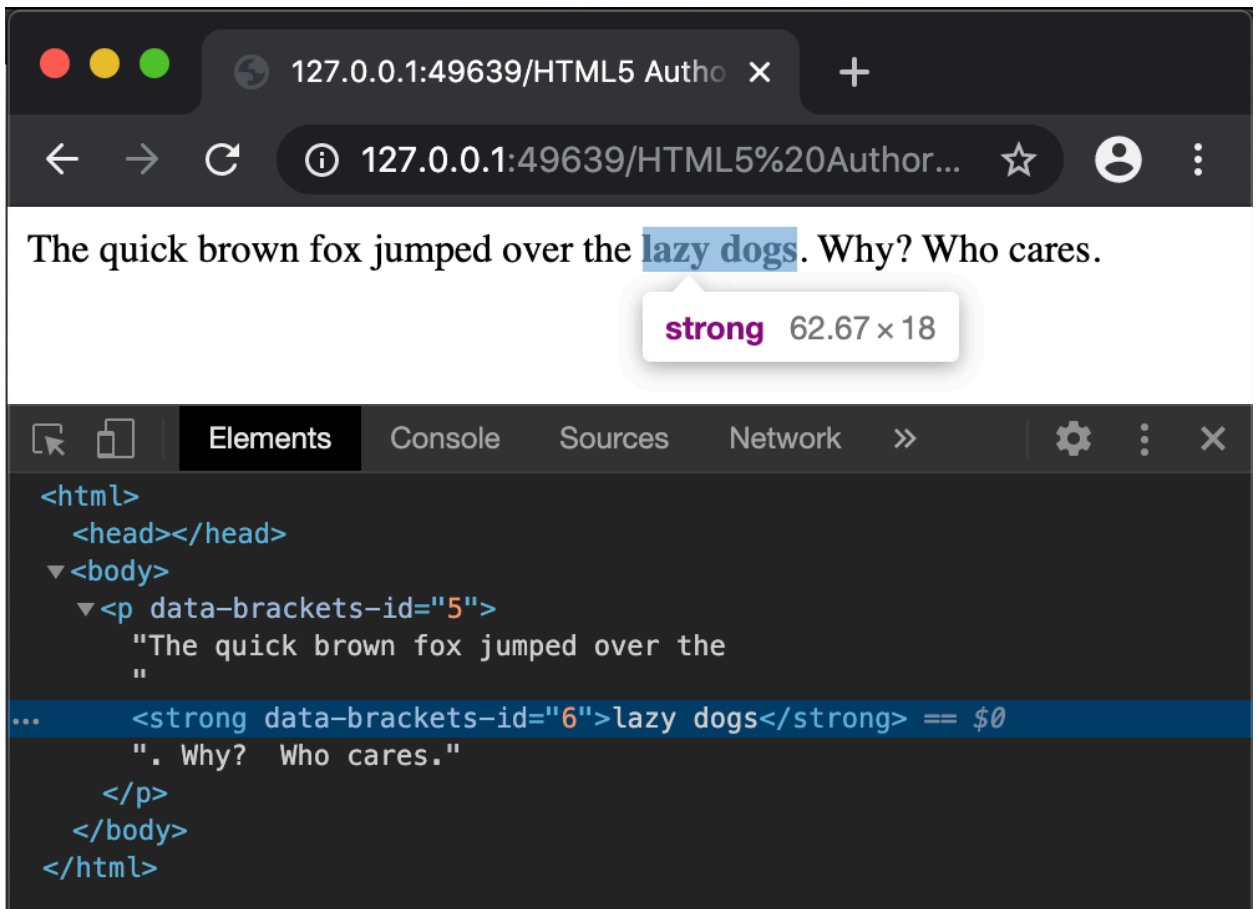 127.0.0.1:49639/HTML5 Autho
127.0.0.1:49639/HTML5%20Author...
The quick brown fox jumped over the lazy dogs. Why? Who cares.
strong 62.67 × 18
Elements Console Sources Network »
<html>
<head></head>
<body>
<p data-brackets-id="5">
"The quick brown fox jumped over the
"
... <strong data-brackets-id="6">lazy dogs</strong> == $0
". Why?  Who cares."
</p>
</body>
</html>